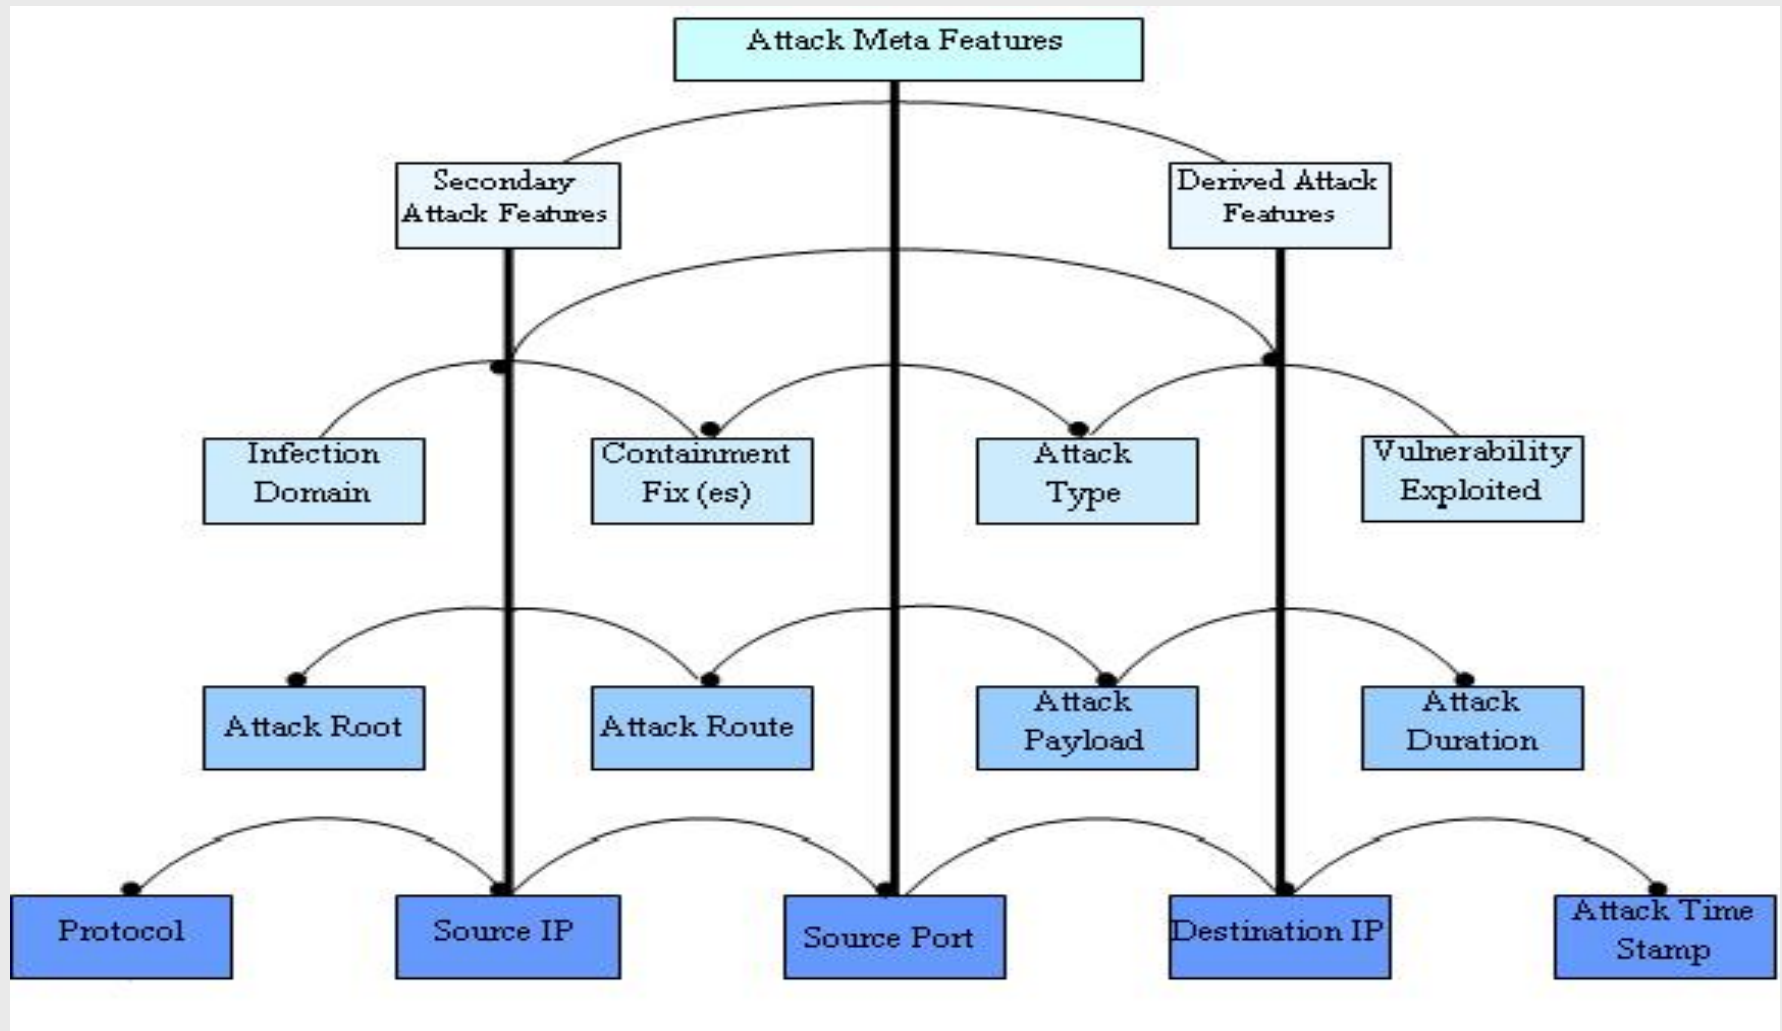 Attack Meta Features
Secondary
Attack Features
Derived Attack
Features
Infection
Domain
Containment
Fix (es)
Attack
Type
Vulnerability
Exploited
Attack Root
Attack Route
Attack
Payload
Attack
Duration
Protocol
Source IP
Source Port
Destination IP
Attack Time
Stamp